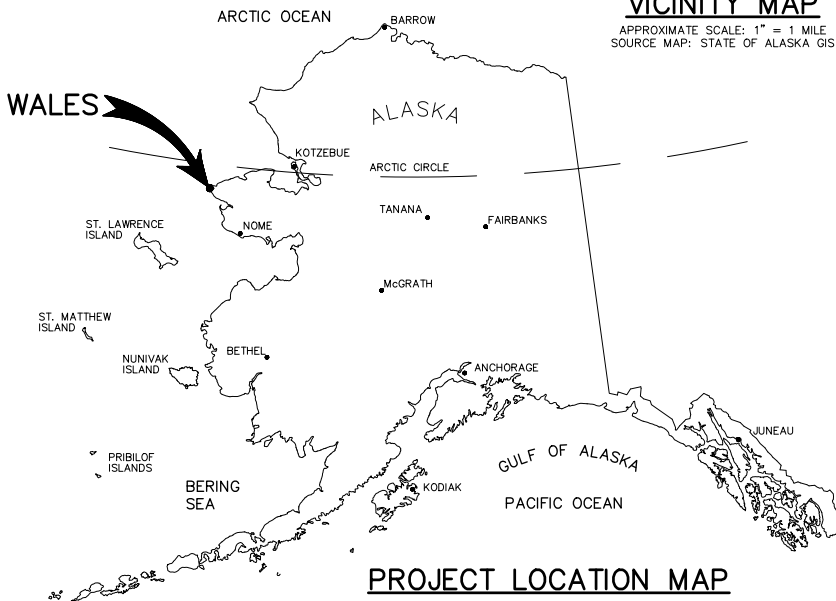 VICINITY MAP
APPROXIMATE SCALE: 1" = 1 MILE
SOURCE MAP: STATE OF ALASKA GIS
ARCTIC OCEAN
BARROW
WALES
ALASKA
KOTZEBUE
ARCTIC CIRCLE
TANANA
FAIRBANKS
ST. LAWRENCE
ISLAND
NOME
McGRATH
ST. MATTHEW
ISLAND
NUNIVAK
ISLAND
BETHEL
ANCHORAGE
JUNEAU
PRIBILOF
ISLANDS
GULF OF ALASKA
BERING
SEA
KODIAK
PACIFIC OCEAN
PROJECT LOCATION MAP